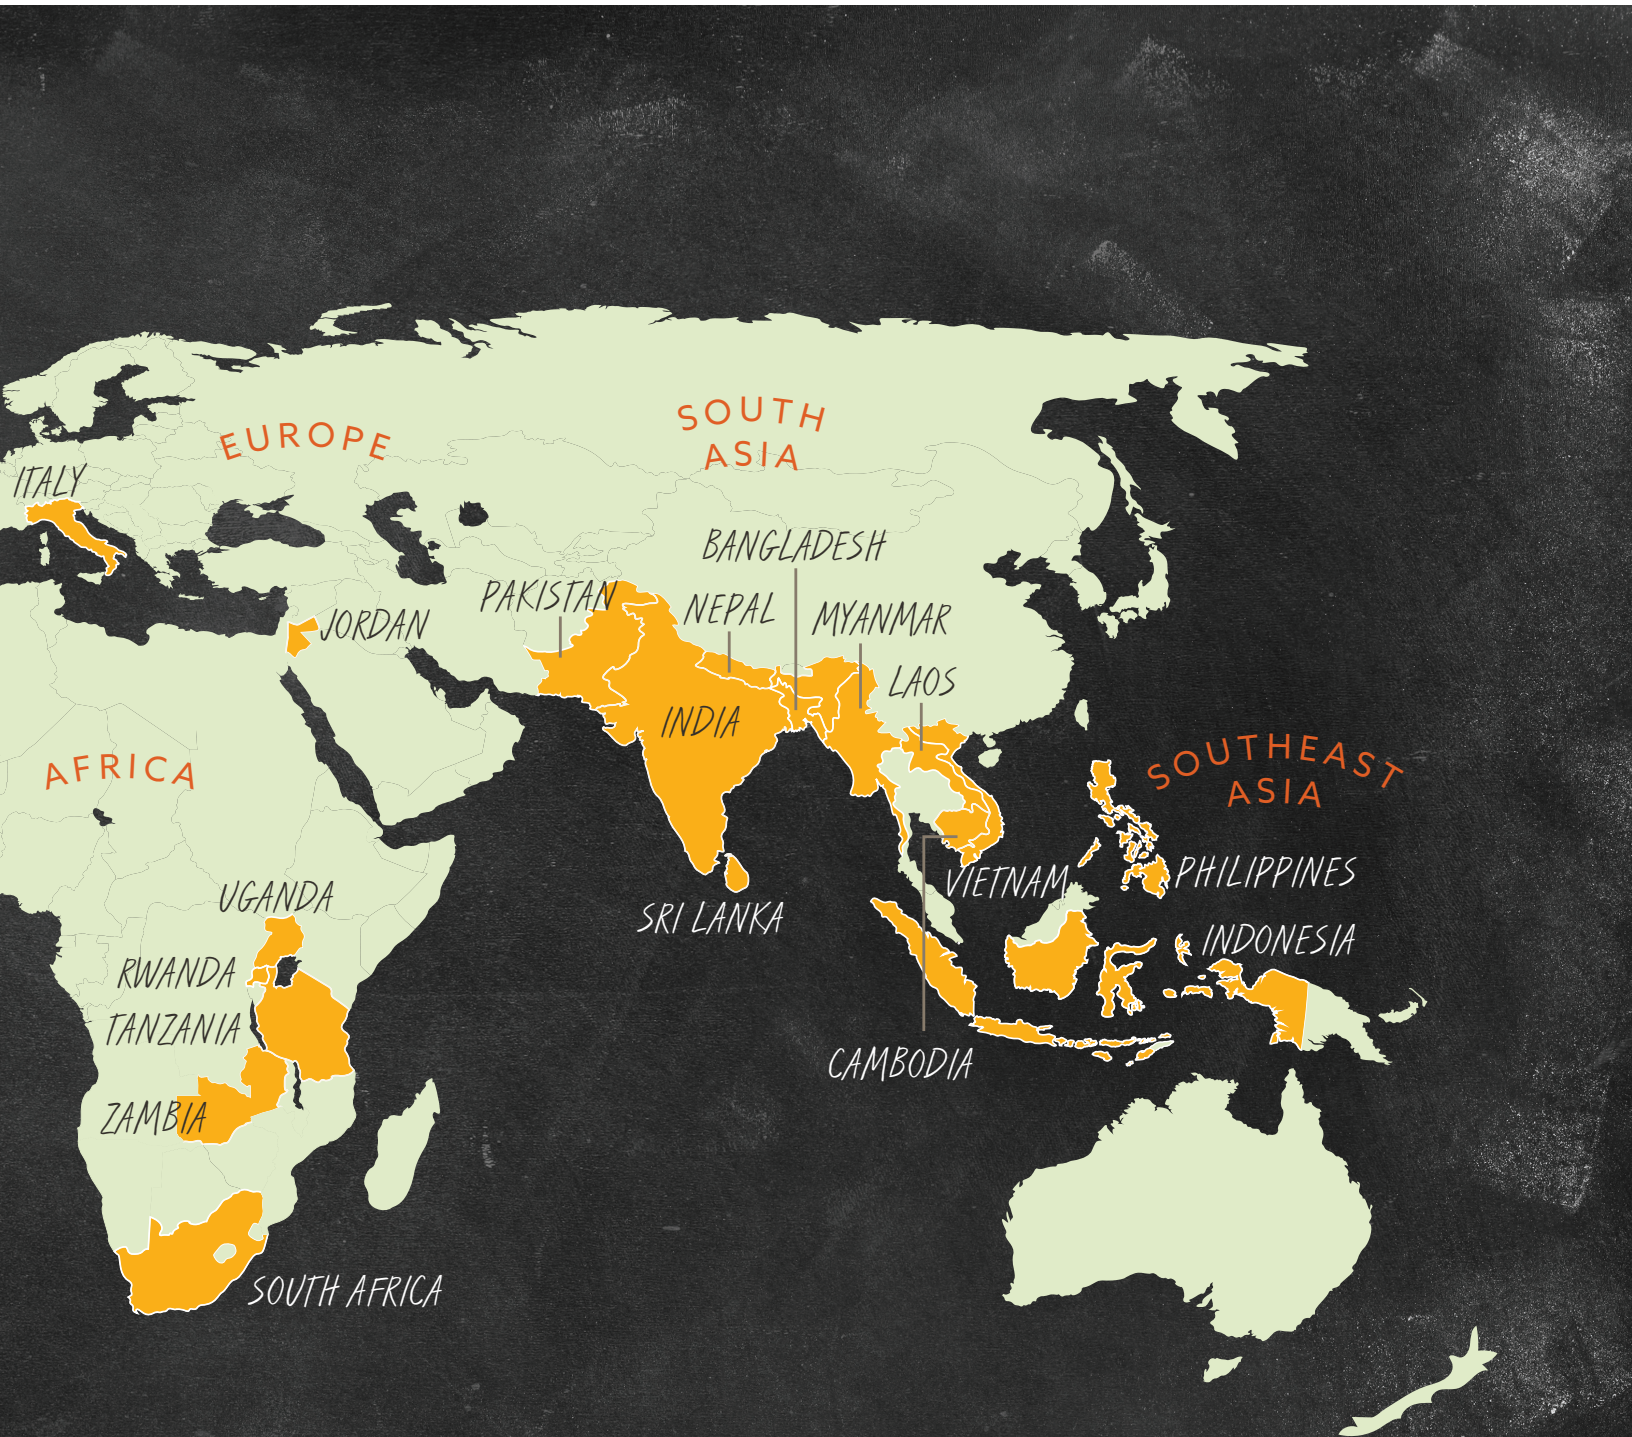 SOUTH
ASIA
EUROPE
ITALY
BANGLADESH
PAKISTAN
NEPAL
MYANMAR
JORDAN
LAOS
INDIA
SOUTHEAST
ASIA
AFRICA
VIETNAM
PHILIPPINES
UGANDA
SRI LANKA
INDONESIA
RWANDA
TANZANIA
CAMBODIA
ZAMBIA
SOUTH AFRICA